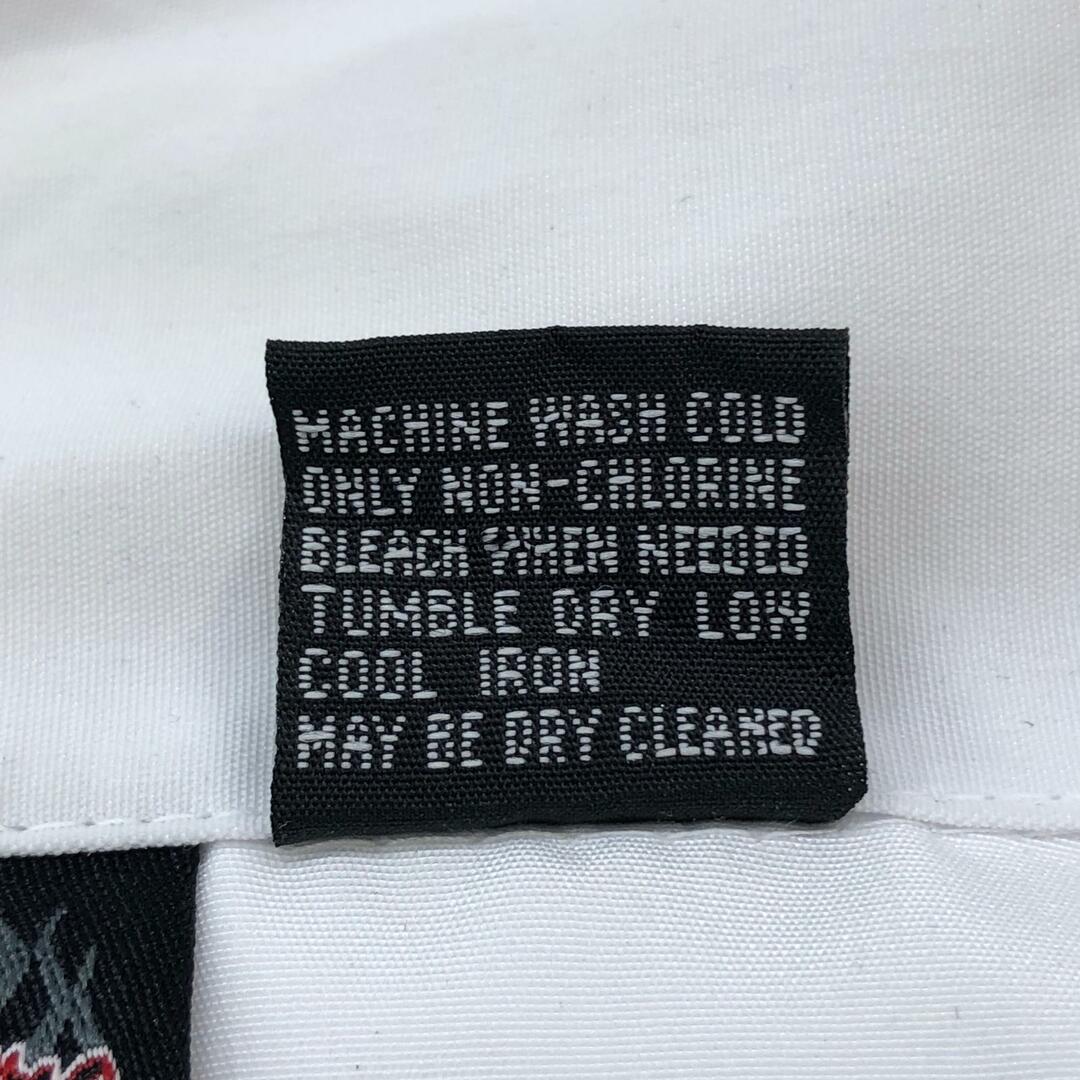 MACHINE WASH COLD
ONLY NON-CHLORINE
BLEACH WHEN NEEDED
TUMBLE DRY LOW
COOL IRON
MAY BE DRY CLEANED